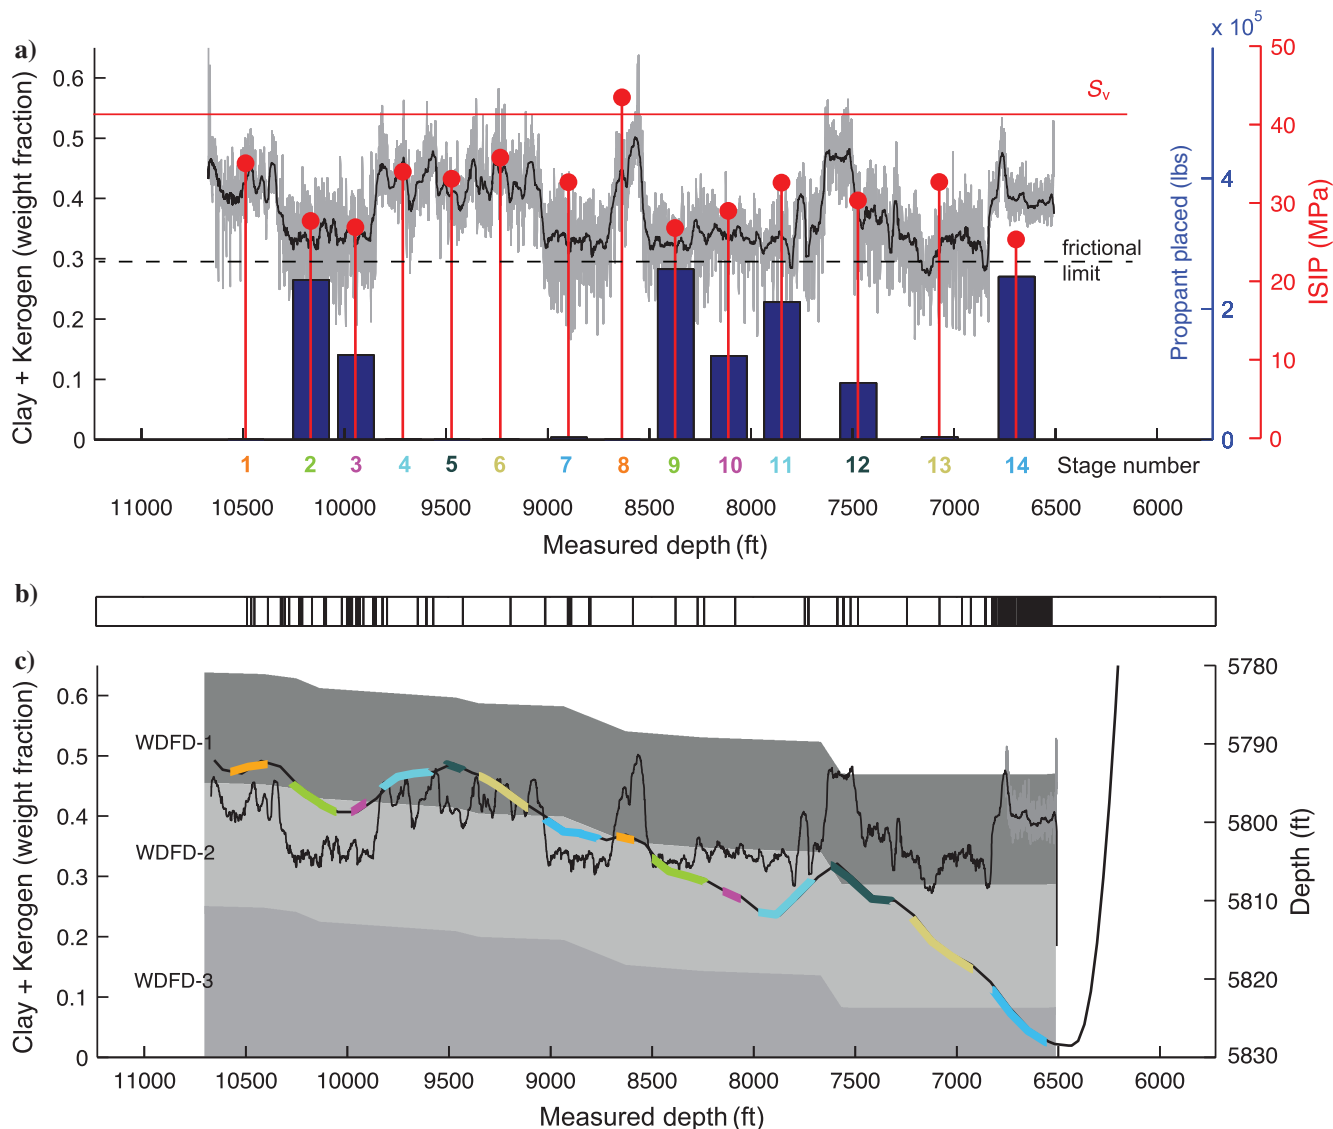 a)
x 10⁵
50
40
30
20
10
0
ISIP (MPa)
4
2
0
Proppant placed (lbs)
Sv
0.6
0.5
0.4
0.3
0.2
0.1
0
Clay + Kerogen (weight fraction)
frictional
limit
1 2 3 4 5 6 7 8 9 10 11 12 13 14 Stage number
11000 10500 10000 9500 9000 8500 8000 7500 7000 6500 6000
Measured depth (ft)
b)
c)
0.6
0.5
0.4
0.3
0.2
0.1
0
Clay + Kerogen (weight fraction)
WDFD-1
WDFD-2
WDFD-3
5780
5790
5800
5810
5820
5830
Depth (ft)
11000 10500 10000 9500 9000 8500 8000 7500 7000 6500 6000
Measured depth (ft)